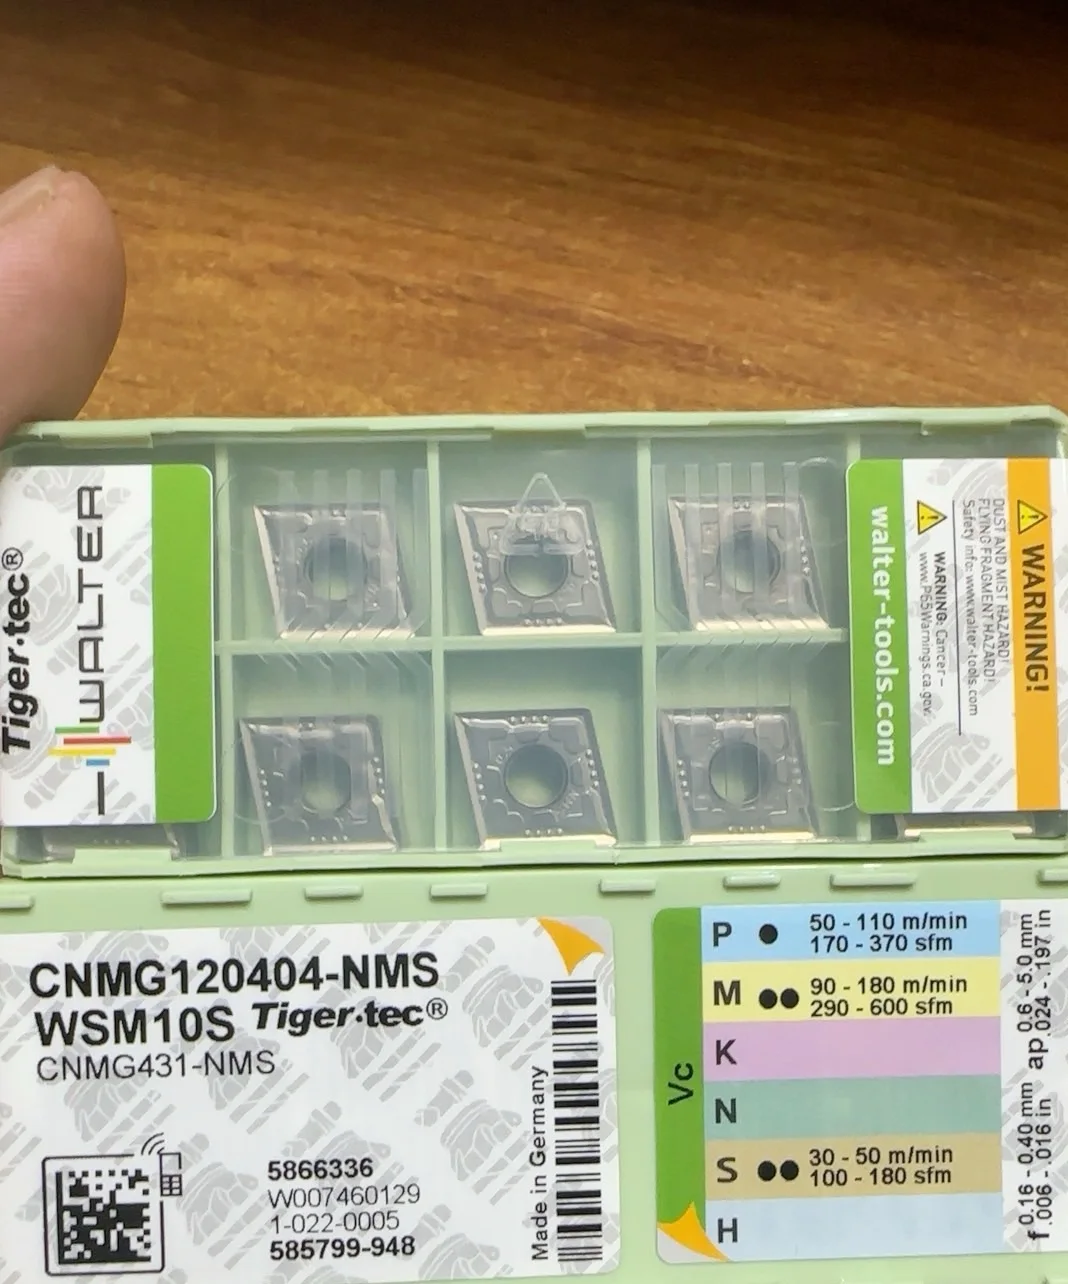 Tiger·tec®
WALTER
walter-tools.com
WARNING!
DUST AND MIST HAZARD!
FLYING FRAGMENT HAZARD!
Safety info: www.walter-tools.com
WARNING: Cancer –
www.P65Warnings.ca.gov.
CNMG120404-NMS
WSM10S Tiger·tec®
CNMG431-NMS
5866336
W007460129
1-022-0005
585799-948
Made in Germany
Vc
P ● 50 - 110 m/min
170 - 370 sfm
M ●● 90 - 180 m/min
290 - 600 sfm
K
N
S ●● 30 - 50 m/min
100 - 180 sfm
H
f 0.16 - 0.40 mm ap 0.6 - 5.0 mm
.006 - .016 in .024 - .197 in